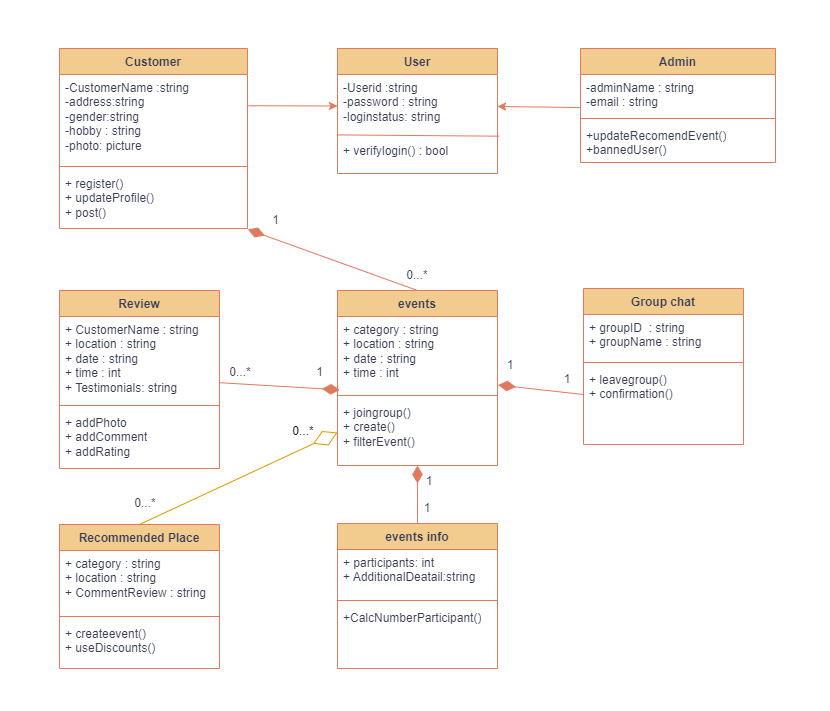 Customer
-CustomerName :string
-address:string
-gender:string
-hobby : string
-photo: picture
+ register()
+ updateProfile()
+ post()
User
-Userid :string
-password : string
-loginstatus: string
+ verifylogin() : bool
Admin
-adminName : string
-email : string
+updateRecomendEvent()
+bannedUser()
1
0...*
Review
+ CustomerName : string
+ location : string
+ date : string
+ time : int
+ Testimonials: string
+ addPhoto
+ addComment
+ addRating
0...*
1
events
+ category : string
+ location : string
+ date : string
+ time : int
+ joingroup()
+ create()
+ filterEvent()
1
1
Group chat
+ groupID : string
+ groupName : string
+ leavegroup()
+ confirmation()
0...*
0...*
1
1
Recommended Place
+ category : string
+ location : string
+ CommentReview : string
+ createevent()
+ useDiscounts()
events info
+ participants: int
+ AdditionalDeatail:string
+CalcNumberParticipant()